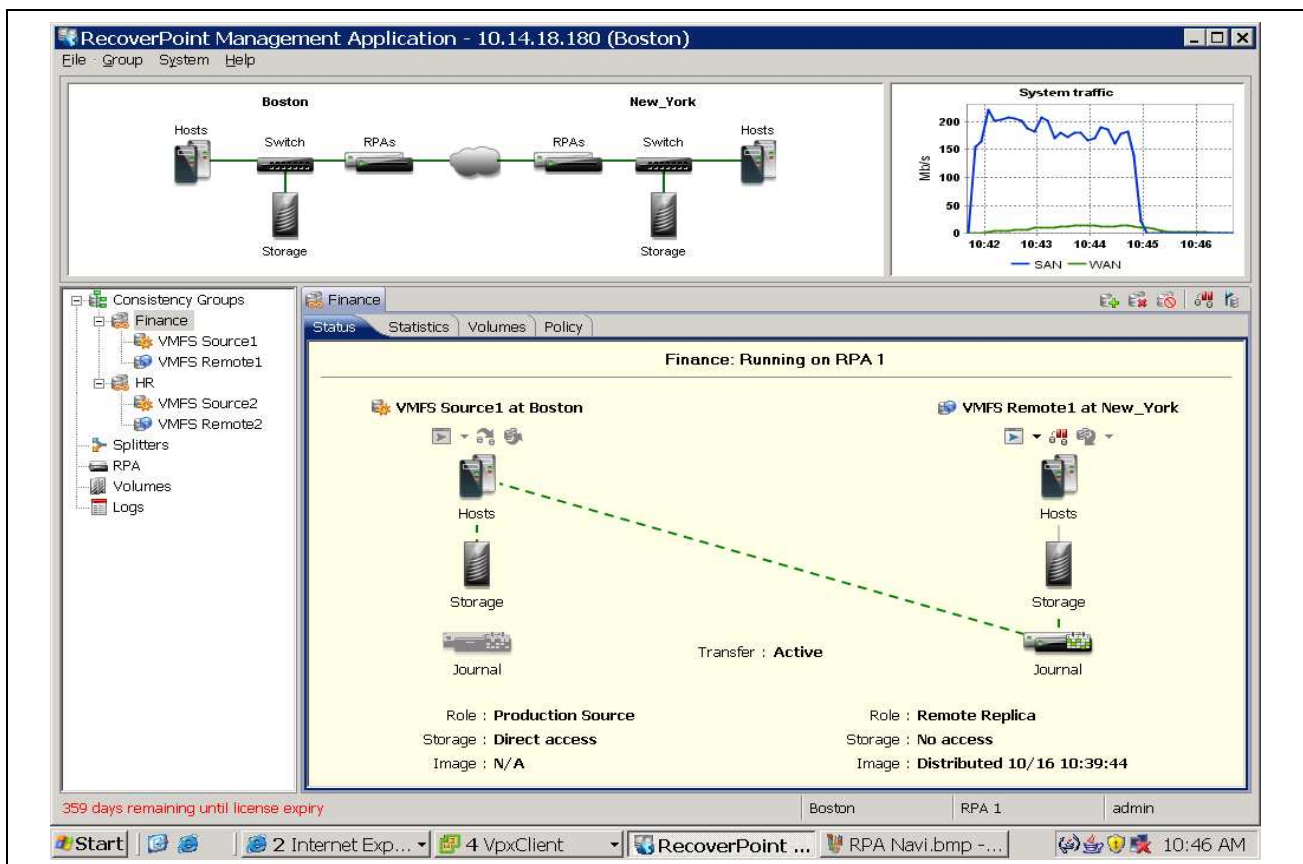 RecoverPoint Management Application - 10.14.18.180 (Boston)
File Group System Help
Boston
New_York
Hosts
Switch
RPAs
RPAs
Switch
Hosts
Storage
Storage
System traffic
Mb/s
200
150
100
50
0
10:42 10:43 10:44 10:45 10:46
SAN WAN
Consistency Groups
Finance
VMFS Source1
VMFS Remote1
HR
VMFS Source2
VMFS Remote2
Splitters
RPA
Volumes
Logs
Finance
Status Statistics Volumes Policy
Finance: Running on RPA 1
VMFS Source1 at Boston
VMFS Remote1 at New_York
Hosts
Hosts
Storage
Storage
Journal
Transfer : Active
Journal
Role : Production Source
Storage : Direct access
Image : N/A
Role : Remote Replica
Storage : No access
Image : Distributed 10/16 10:39:44
359 days remaining until license expiry
Boston
RPA 1
admin
Start
2 Internet Exp...
4 VpxClient
RecoverPoint ...
RPA Navi.bmp -...
10:46 AM